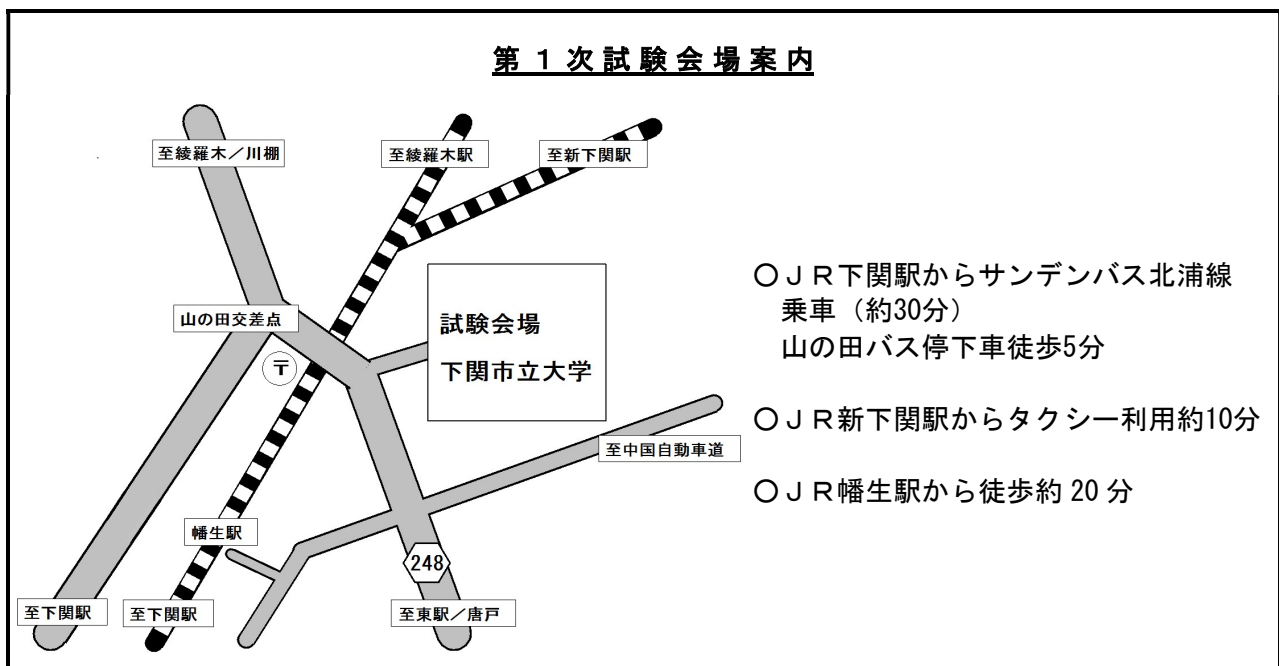 第１次試験会場案内
至綾羅木／川棚
至綾羅木駅
至新下関駅
山の田交差点
〒
試験会場
下関市立大学
至中国自動車道
幡生駅
248
至下関駅
至下関駅
至東駅／唐戸
〇ＪＲ下関駅からサンデンバス北浦線
乗車（約30分）
山の田バス停下車徒歩5分
〇ＪＲ新下関駅からタクシー利用約10分
〇ＪＲ幡生駅から徒歩約 20 分